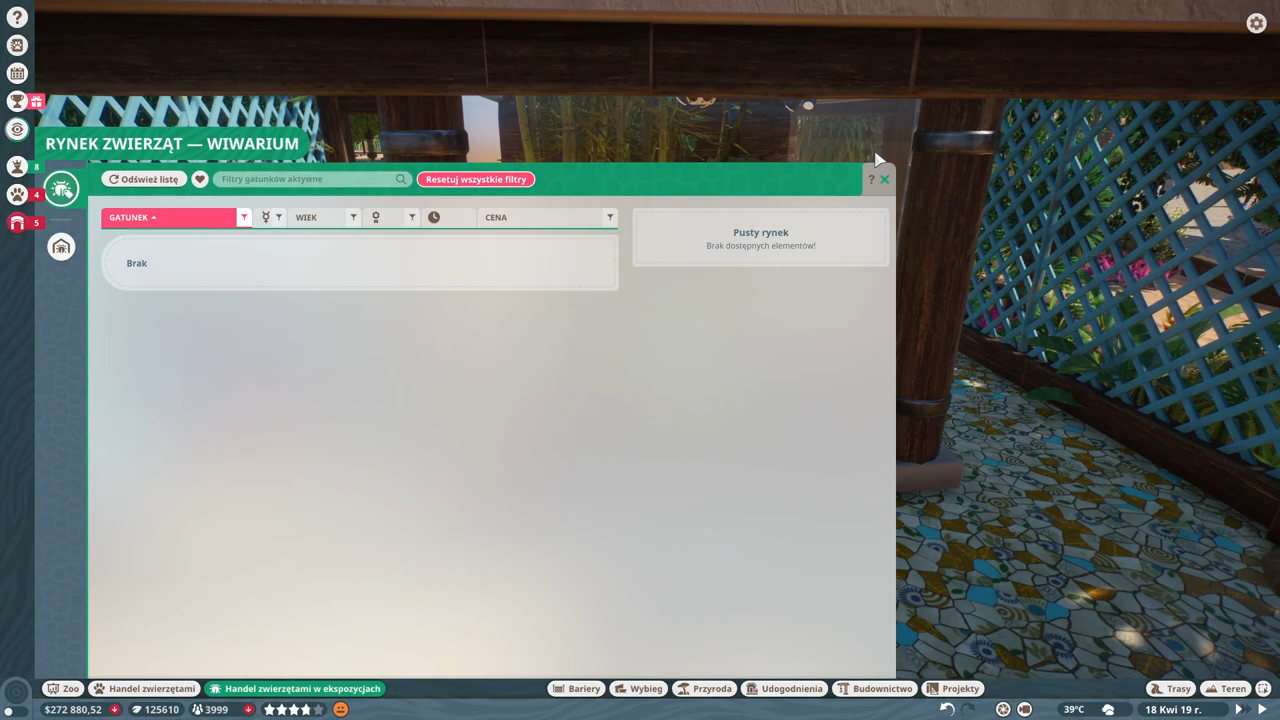 RYNEK ZWIERZĄT — WIWARIUM
Odśwież listę
Filtry gatunków aktywne
Resetuj wszystkie filtry
?
8
4
5
GATUNEK
WIEK
CENA
Brak
Pusty rynek
Brak dostępnych elementów!
Zoo
Handel zwierzętami
Handel zwierzętami w ekspozycjach
Bariery
Wybieg
Przyroda
Udogodnienia
Budownictwo
Projekty
Trasy
Teren
$272 880,52
125610
3999
39°C
18 Kwi 19 r.